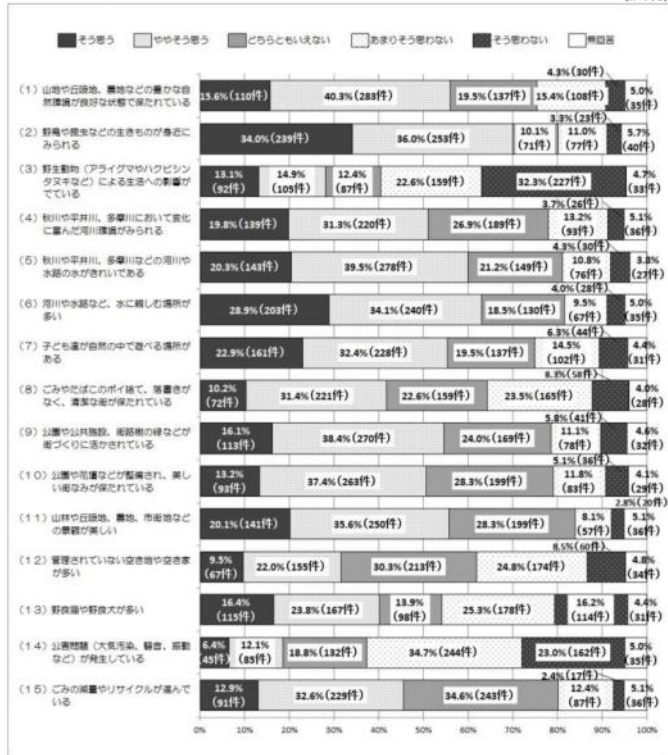 そう思う ややそう思う どちらともいえない あまりそう思わない そう思わない 無回答
4.3%(30件)
(1)山地や丘陵地、農地などの豊かな自
然環境が良好な状態で保たれている
15.6%(110件) 40.3%(283件) 19.5%(137件) 15.4%(108件) 5.0%
(35件)
3.3%(23件)
(2)野鳥や昆虫などの生きものが身近に
みられる
34.0%(239件) 36.0%(253件) 10.1%
(71件) 11.0%
(77件) 5.7%
(40件)
(3)野生動物(アライグマやハクビシン
タヌキなど)による生活への影響が
でている
13.1%
(92件) 14.9%
(105件) 12.4%
(87件) 22.6%(159件) 32.3%(227件) 4.7%
(33件)
3.7%(26件)
(4)秋川や平井川、多摩川において変化
に富んだ河川環境がみられる
19.8%(139件) 31.3%(220件) 26.9%(189件) 13.2%
(93件) 5.1%
(36件)
4.3%(30件)
(5)秋川や平井川、多摩川などの河川や
水路の水がきれいである
20.3%(143件) 39.5%(278件) 21.2%(149件) 10.8%
(76件) 3.8%
(27件)
4.0%(28件)
(6)河川や水路など、水に親しむ場所が
多い
28.9%(203件) 34.1%(240件) 18.5%(130件) 9.5%
(67件) 5.0%
(35件)
6.3%(44件)
(7)子ども達が自然の中で遊べる場所が
ある
22.9%(161件) 32.4%(228件) 19.5%(137件) 14.5%
(102件) 4.4%
(31件)
8.3%(58件)
(8)ごみやたばこのポイ捨て、落書きが
なく、清潔な街が保たれている
10.2%
(72件) 31.4%(221件) 22.6%(159件) 23.5%(165件) 4.0%
(28件)
5.8%(41件)
(9)公園や公共施設、街路樹の緑などが
街づくりに活かされている
16.1%
(113件) 38.4%(270件) 24.0%(169件) 11.1%
(78件) 4.6%
(32件)
5.1%(36件)
(10)公園や花壇などが整備され、美し
い街なみが保たれている
13.2%
(93件) 37.4%(263件) 28.3%(199件) 11.8%
(83件) 4.1%
(29件)
2.8%(20件)
(11)山林や丘陵地、農地、市街地など
の景観が美しい
20.1%(141件) 35.6%(250件) 28.3%(199件) 8.1%
(57件) 5.1%
(36件)
8.5%(60件)
(12)管理されていない空き地や空き家
が多い
9.5%
(67件) 22.0%(155件) 30.3%(213件) 24.8%(174件) 4.8%
(34件)
(13)野良猫や野良犬が多い
16.4%
(115件) 23.8%(167件) 13.9%
(98件) 25.3%(178件) 16.2%
(114件) 4.4%
(31件)
(14)公害問題(大気汚染、騒音、振動
など)が発生している
6.4%
(45件) 12.1%
(85件) 18.8%(132件) 34.7%(244件) 23.0%(162件) 5.0%
(35件)
2.4%(17件)
(15)ごみの減量やリサイクルが進んで
いる
12.9%
(91件) 32.6%(229件) 34.6%(243件) 12.4%
(87件) 5.1%
(36件)
0% 10% 20% 30% 40% 50% 60% 70% 80% 90% 100%